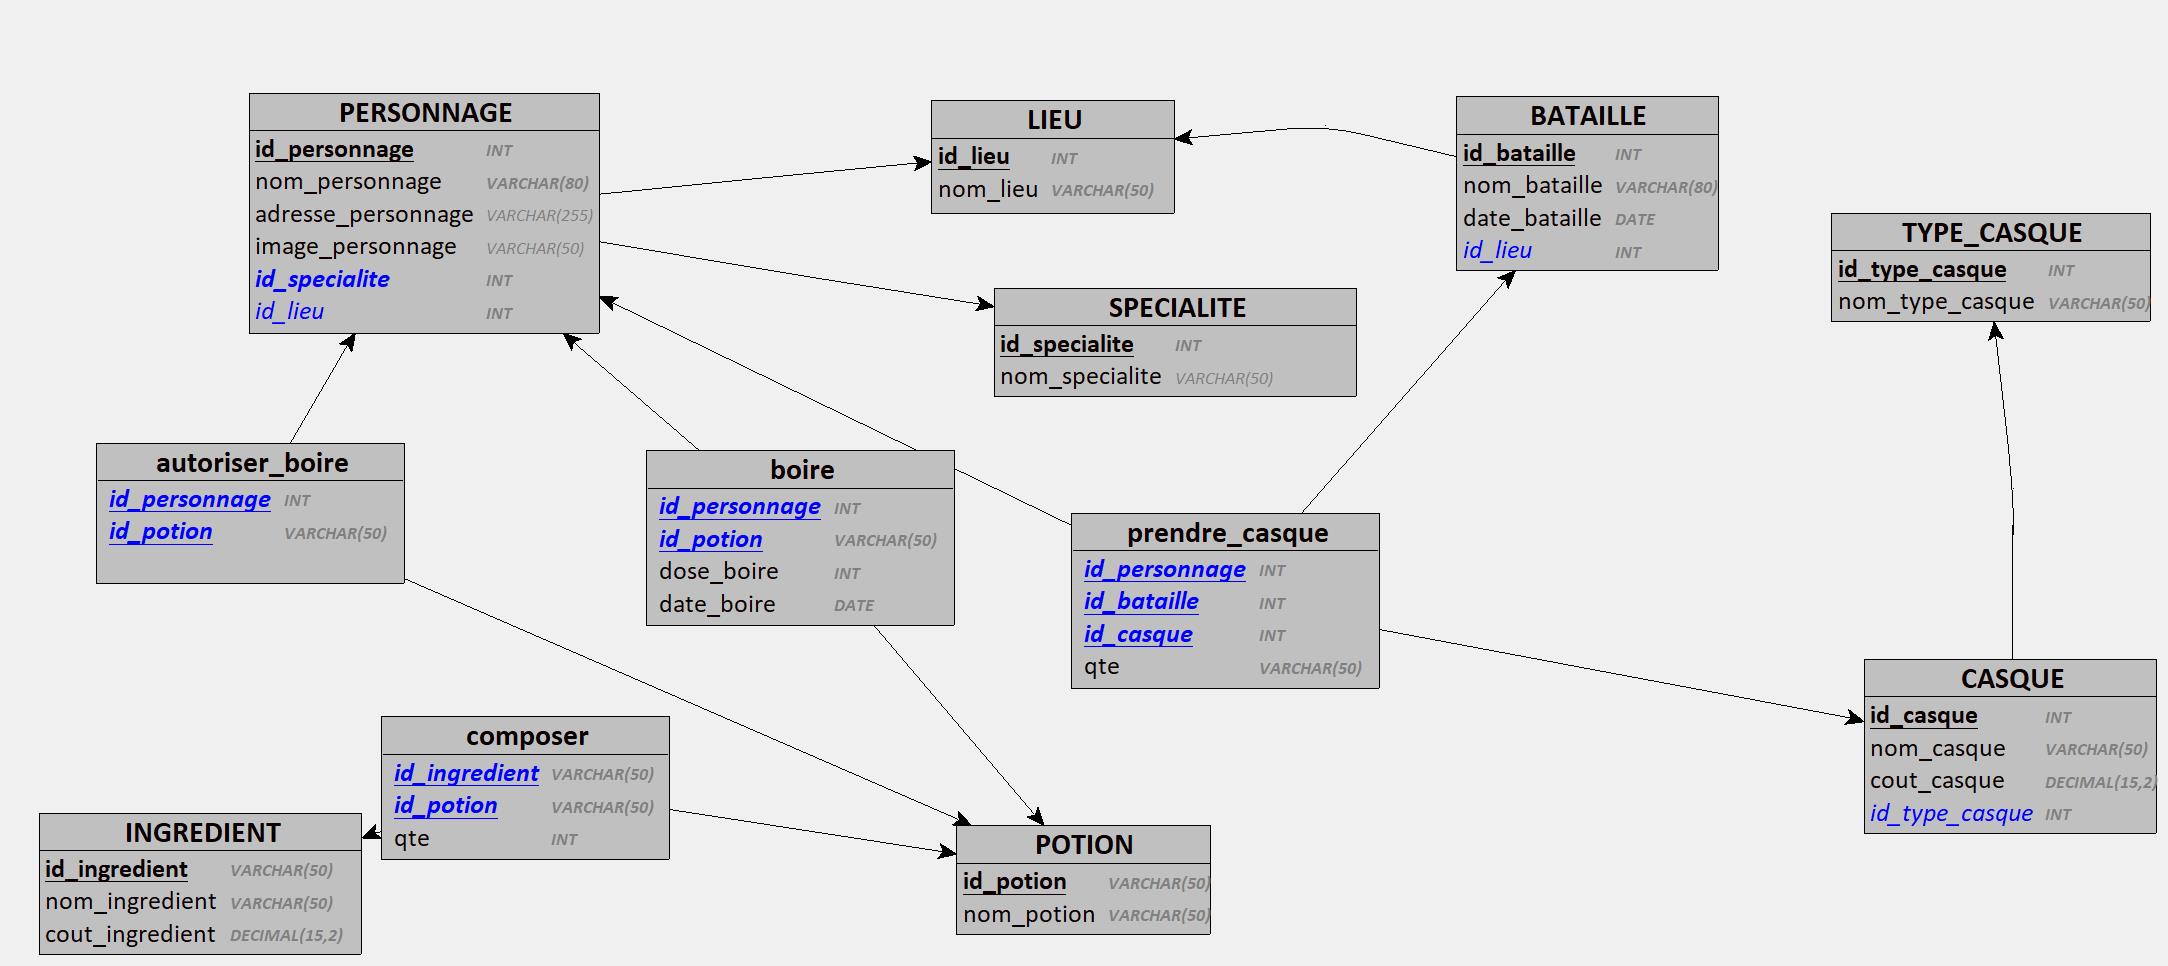 PERSONNAGE
id_personnage INT
nom_personnage VARCHAR(80)
adresse_personnage VARCHAR(255)
image_personnage VARCHAR(50)
id_specialite INT
id_lieu INT
LIEU
id_lieu INT
nom_lieu VARCHAR(50)
BATAILLE
id_bataille INT
nom_bataille VARCHAR(80)
date_bataille DATE
id_lieu INT
TYPE_CASQUE
id_type_casque INT
nom_type_casque VARCHAR(50)
SPECIALITE
id_specialite INT
nom_specialite VARCHAR(50)
autoriser_boire
id_personnage INT
id_potion VARCHAR(50)
boire
id_personnage INT
id_potion VARCHAR(50)
dose_boire INT
date_boire DATE
prendre_casque
id_personnage INT
id_bataille INT
id_casque INT
qte VARCHAR(50)
CASQUE
id_casque INT
nom_casque VARCHAR(50)
cout_casque DECIMAL(15,2)
id_type_casque INT
composer
id_ingredient VARCHAR(50)
id_potion VARCHAR(50)
qte INT
INGREDIENT
id_ingredient VARCHAR(50)
nom_ingredient VARCHAR(50)
cout_ingredient DECIMAL(15,2)
POTION
id_potion VARCHAR(50)
nom_potion VARCHAR(50)